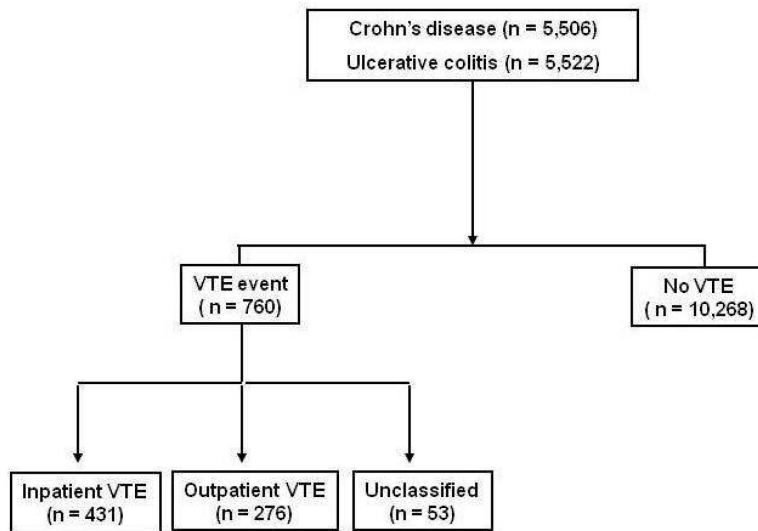 Crohn's disease (n = 5,506)
Ulcerative colitis (n = 5,522)
VTE event
( n = 760)
No VTE
( n = 10,268)
Inpatient VTE
(n = 431)
Outpatient VTE
(n = 276)
Unclassified
(n = 53)